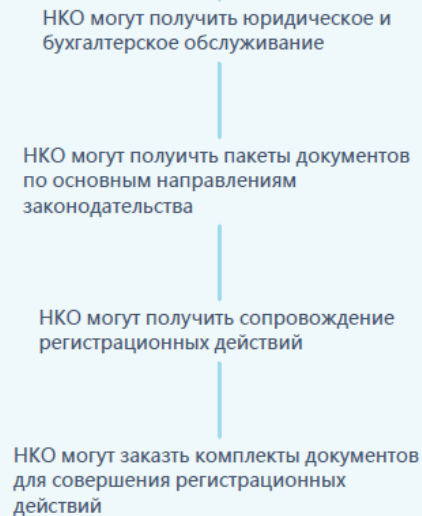 НКО могут получить юридическое и
бухгалтерское обслуживание
НКО могут полуичть пакеты документов
по основным направлениям
законодательства
НКО могут получить сопровождение
регистрационных действий
НКО могут заказть комплекты документов
для совершения регистрационных
действий